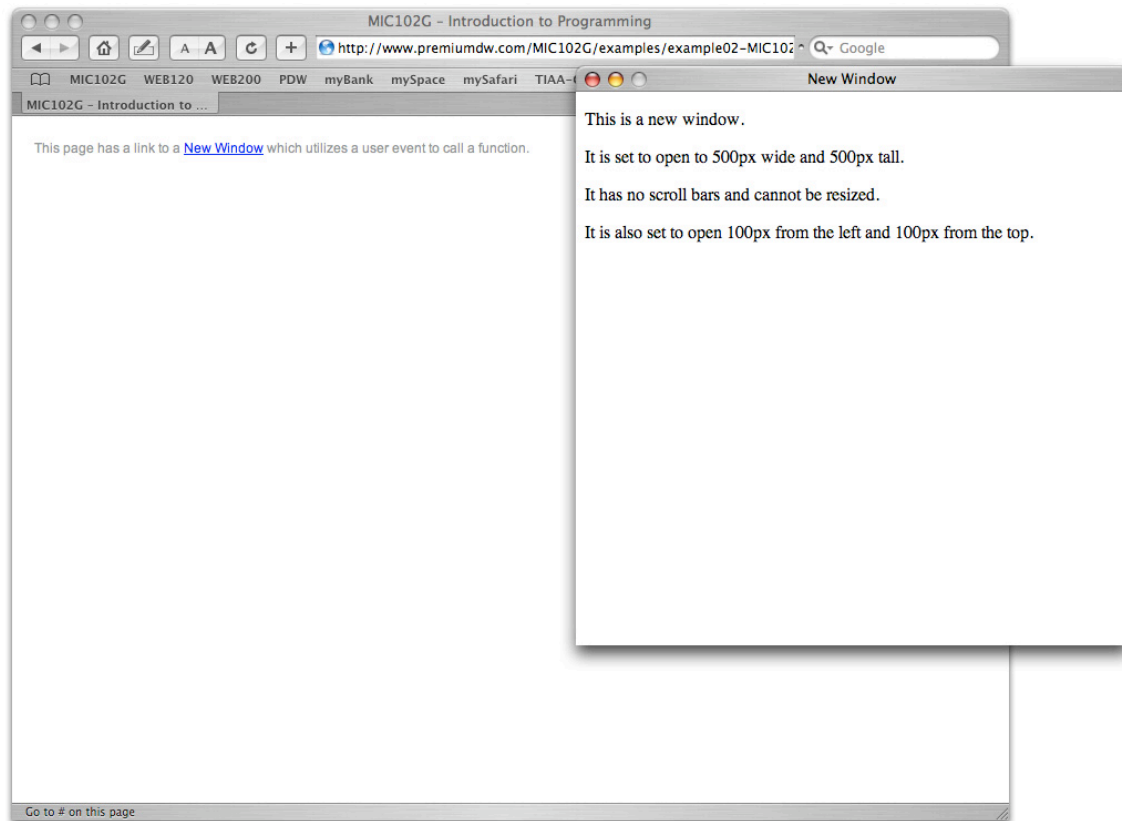 MIC102G – Introduction to Programming
A A + http://www.premiumdw.com/MIC102G/examples/example02-MIC102 Google
MIC102G WEB120 WEB200 PDW myBank mySpace mySafari
MIC102G – Introduction to ...
This page has a link to a New Window which utilizes a user event to call a function.
New Window
This is a new window.
It is set to open to 500px wide and 500px tall.
It has no scroll bars and cannot be resized.
It is also set to open 100px from the left and 100px from the top.
Go to # on this page